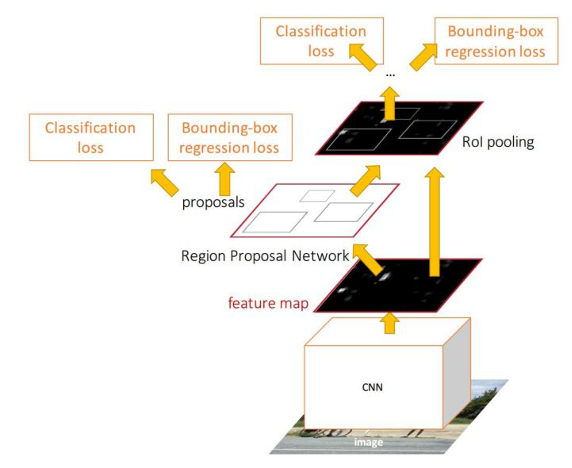 Classification
loss
Bounding-box
regression loss
...
Classification
loss
Bounding-box
regression loss
RoI pooling
proposals
Region Proposal Network
feature map
CNN
image